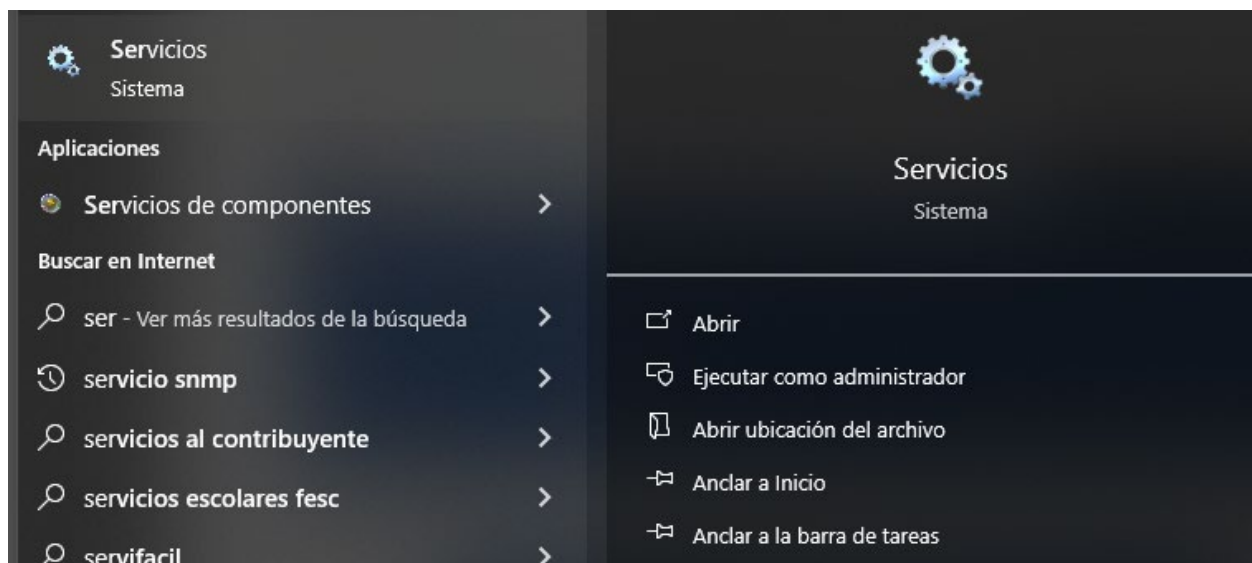 Servicios
Sistema
Aplicaciones
Servicios de componentes
Buscar en Internet
ser - Ver más resultados de la búsqueda
servicio snmp
servicios al contribuyente
servicios escolares fesc
servifacil
Servicios
Sistema
Abrir
Ejecutar como administrador
Abrir ubicación del archivo
Anclar a Inicio
Anclar a la barra de tareas